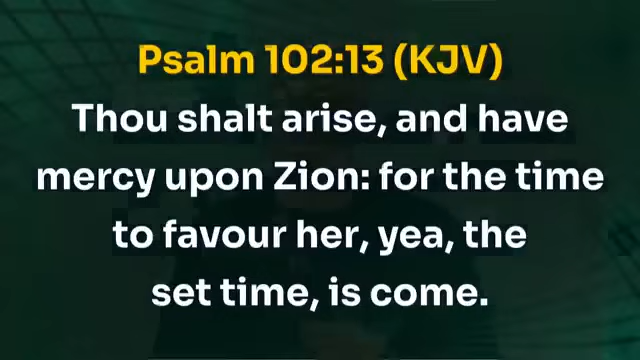 Psalm 102:13 (KJV)
Thou shalt arise, and have
mercy upon Zion: for the time
to favour her, yea, the
set time, is come.